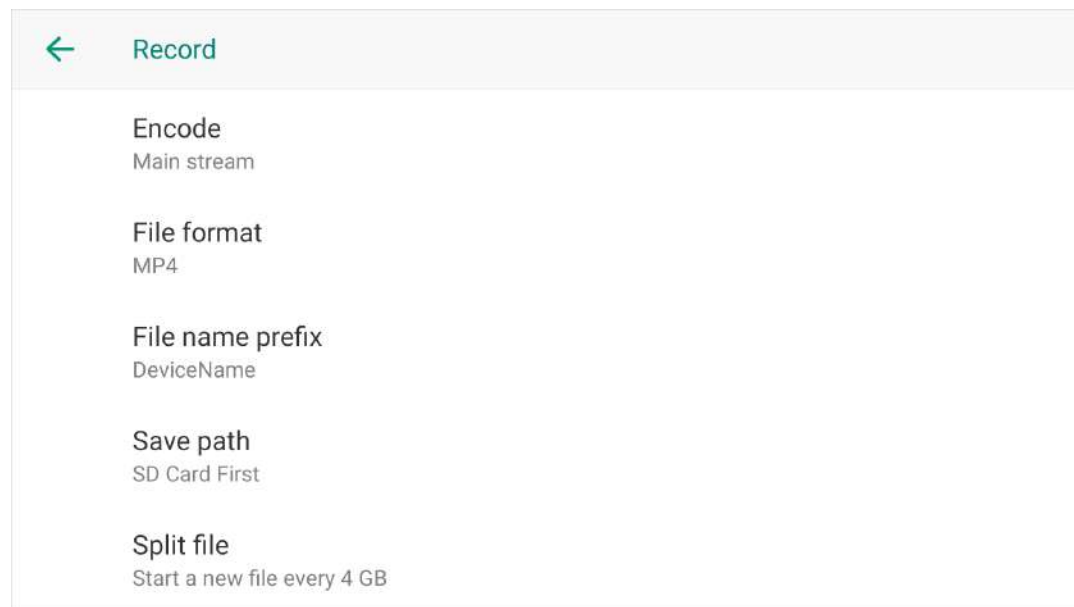 Record
Encode
Main stream
File format
MP4
File name prefix
DeviceName
Save path
SD Card First
Split file
Start a new file every 4 GB